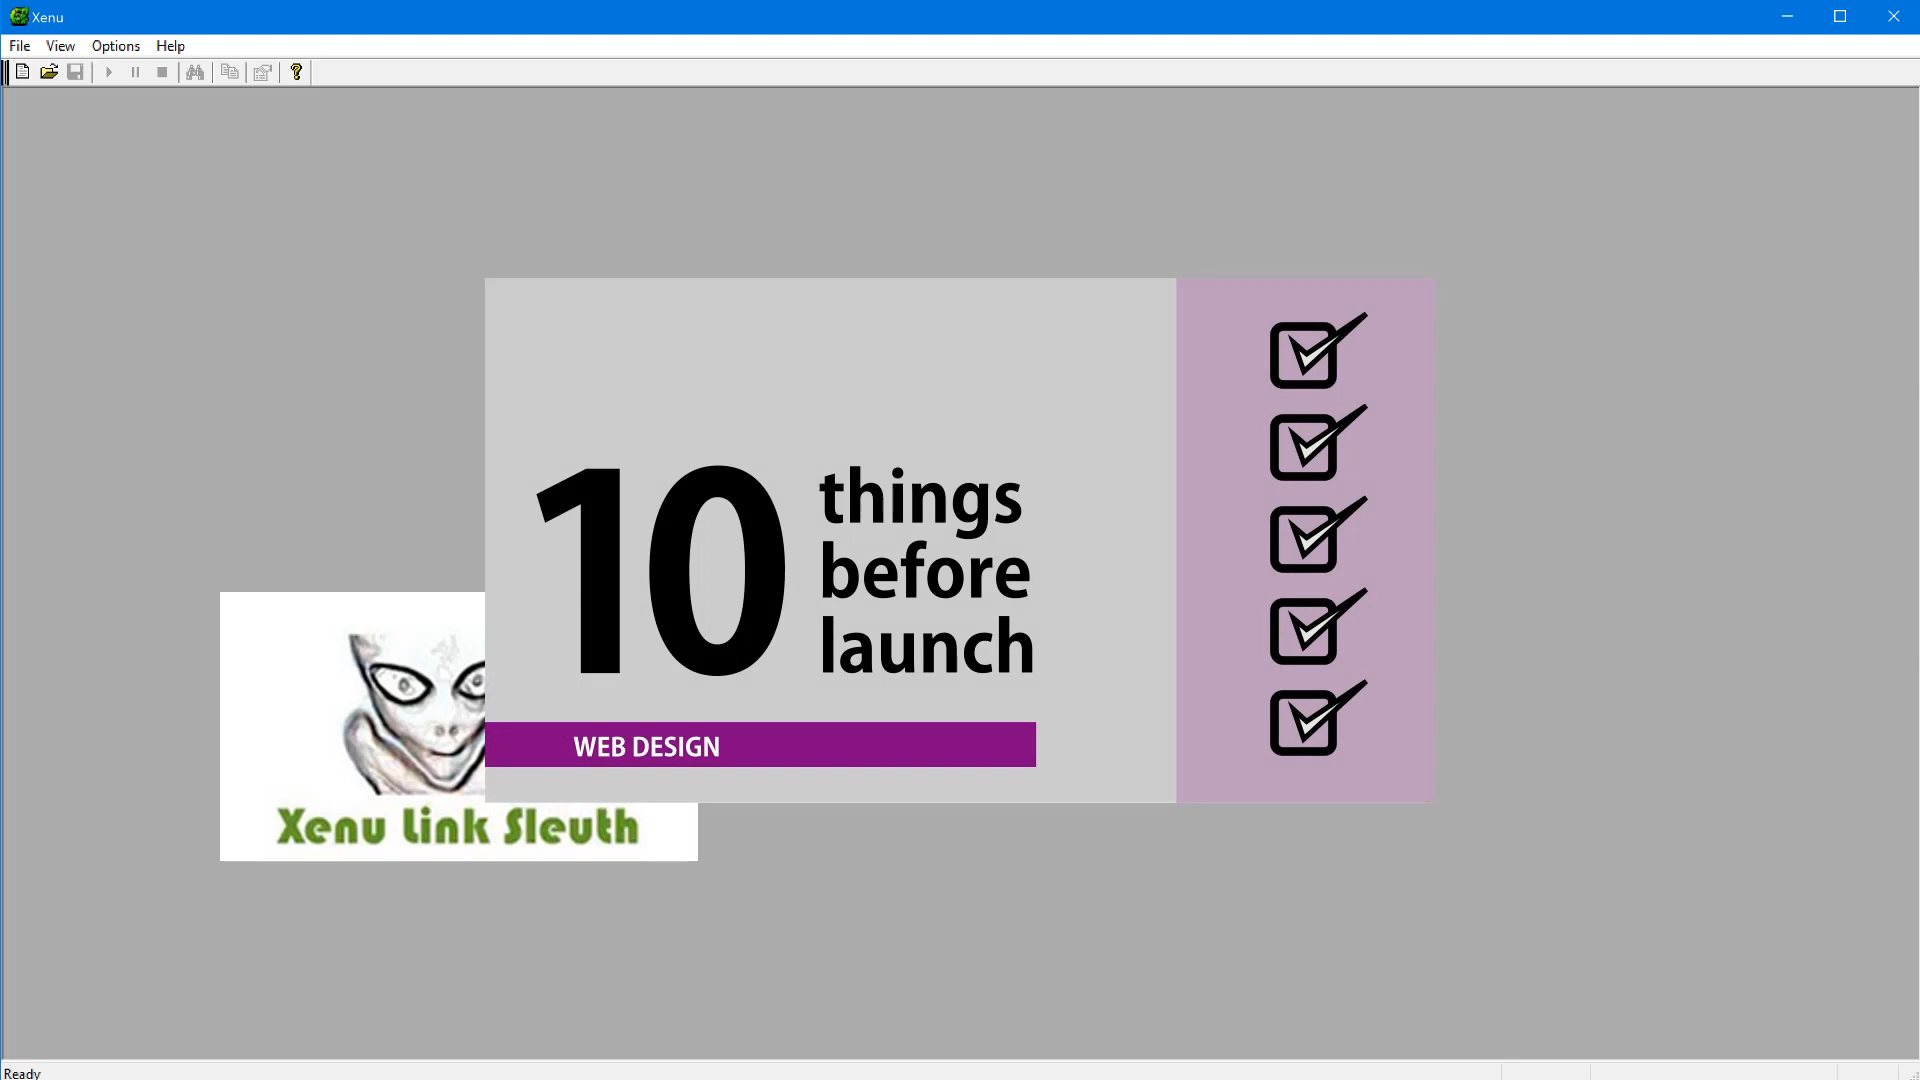 Xenu
File View Options Help
10 things
before
launch
WEB DESIGN
Xenu Link Sleuth
Ready